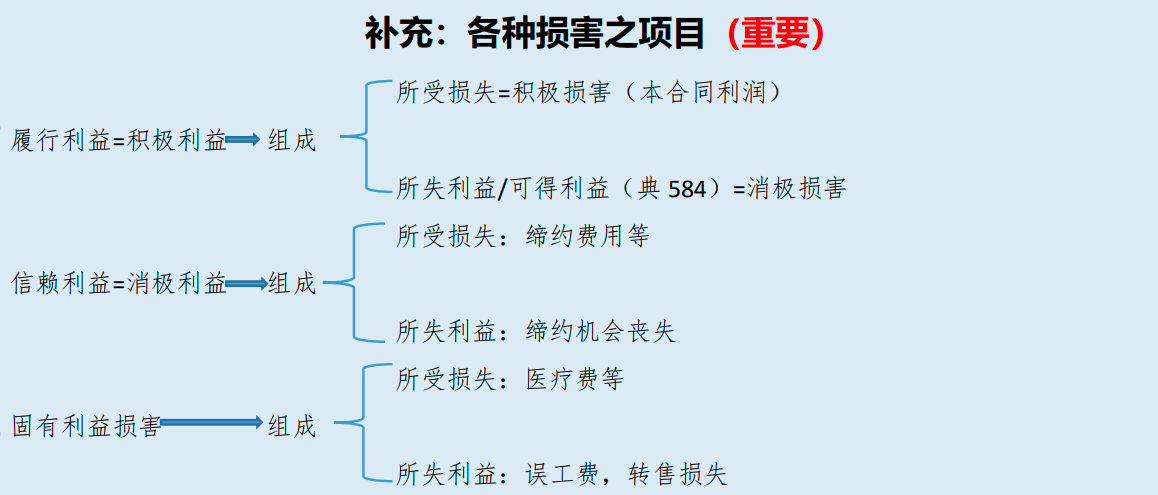 补充：各种损害之项目（重要）
所受损失=积极损害（本合同利润）
履行利益=积极利益 组成
所失利益/可得利益（典 584）=消极损害
所受损失：缔约费用等
信赖利益=消极利益 组成
所失利益：缔约机会丧失
所受损失：医疗费等
固有利益损害 组成
所失利益：误工费，转售损失